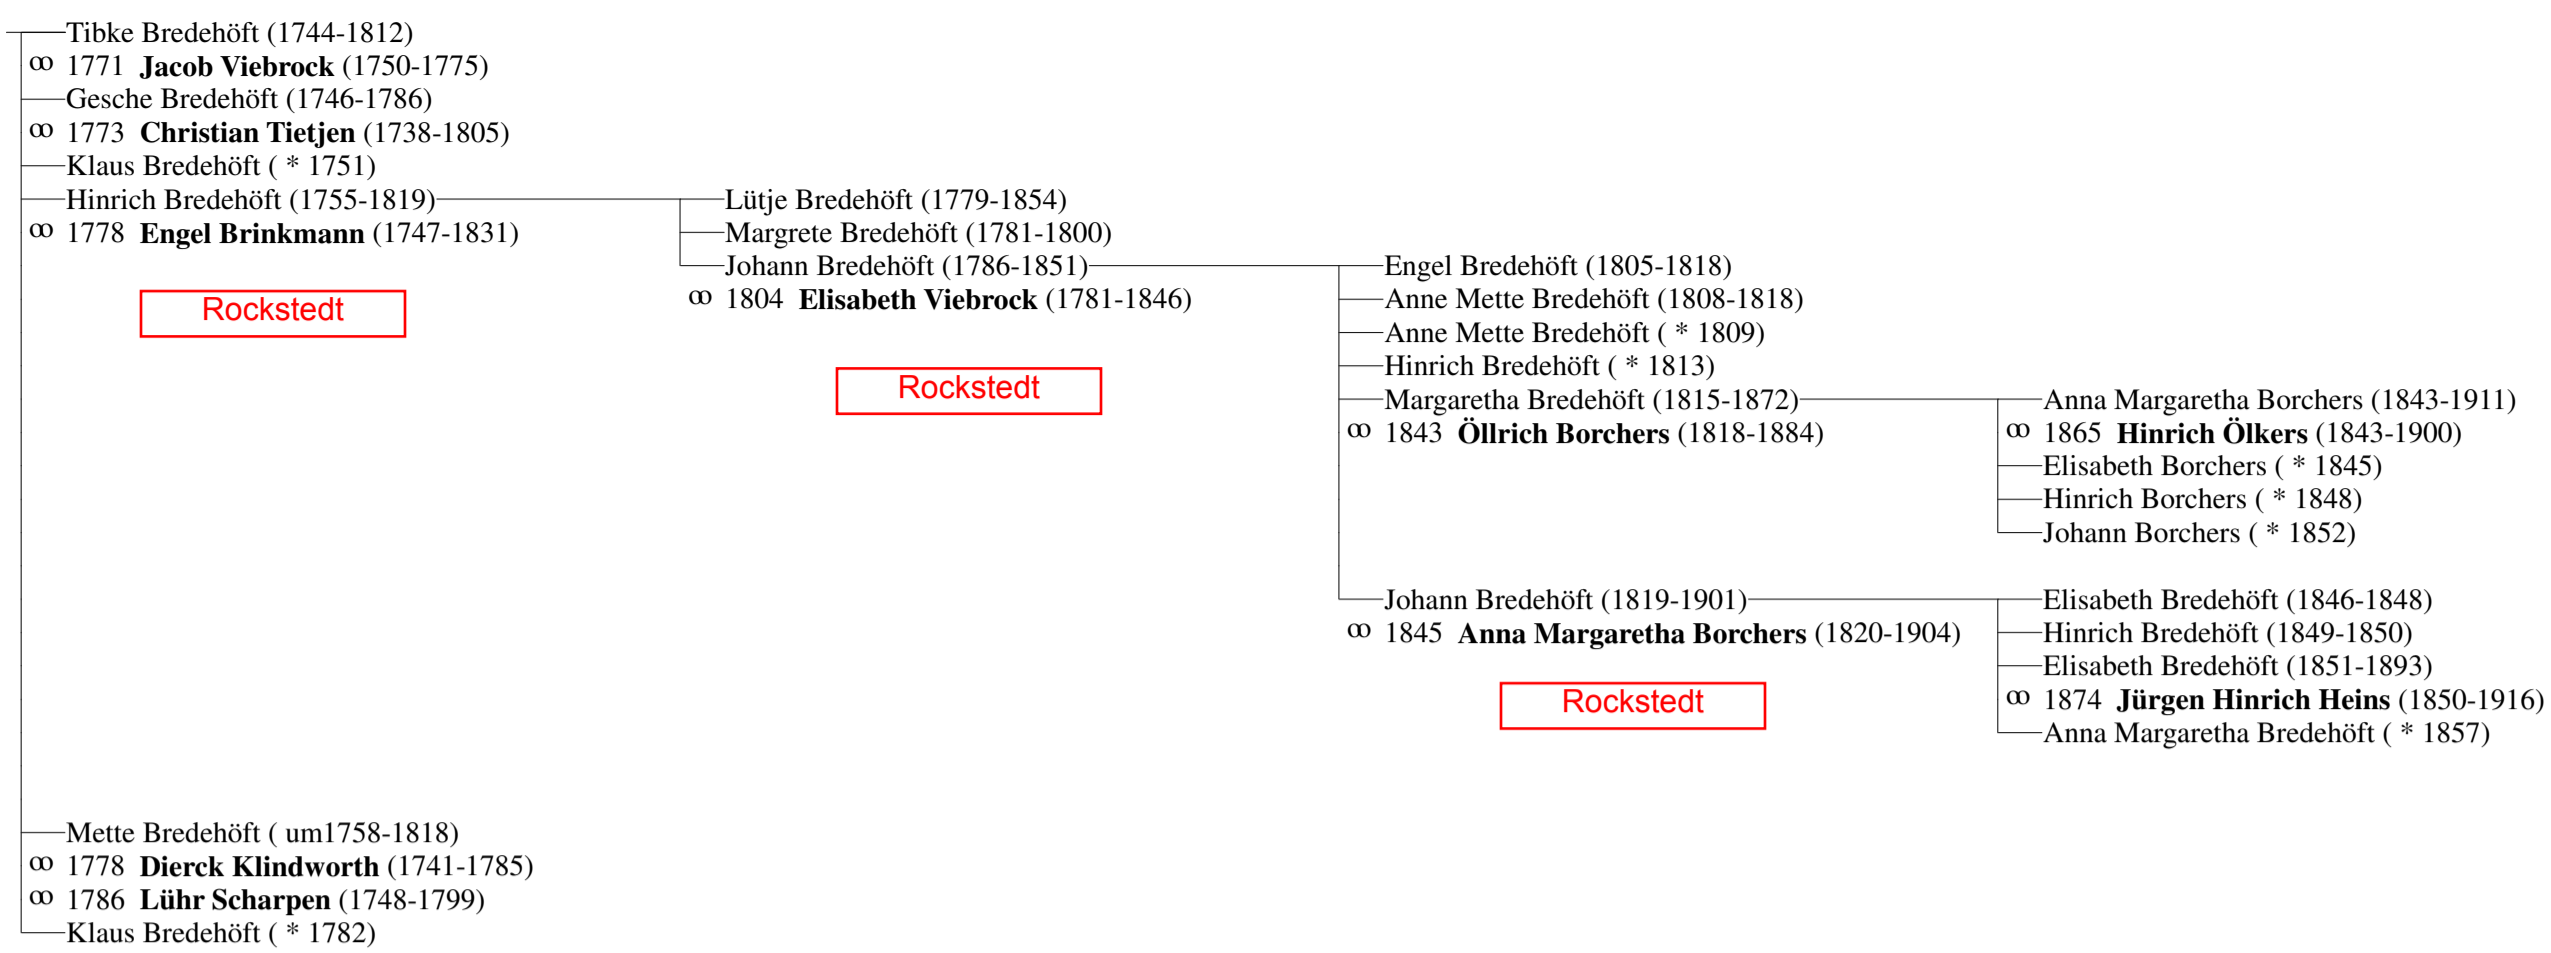 Tibke Bredehöft (1744-1812)
∞ 1771 Jacob Viebrock (1750-1775)
Gesche Bredehöft (1746-1786)
∞ 1773 Christian Tietjen (1738-1805)
Klaus Bredehöft ( * 1751)
Hinrich Bredehöft (1755-1819)
∞ 1778 Engel Brinkmann (1747-1831)
Rockstedt
Lütje Bredehöft (1779-1854)
Margrete Bredehöft (1781-1800)
Johann Bredehöft (1786-1851)
∞ 1804 Elisabeth Viebrock (1781-1846)
Rockstedt
Engel Bredehöft (1805-1818)
Anne Mette Bredehöft (1808-1818)
Anne Mette Bredehöft ( * 1809)
Hinrich Bredehöft ( * 1813)
Margaretha Bredehöft (1815-1872)
∞ 1843 Öllrich Borchers (1818-1884)
Anna Margaretha Borchers (1843-1911)
∞ 1865 Hinrich Ölkers (1843-1900)
Elisabeth Borchers ( * 1845)
Hinrich Borchers ( * 1848)
Johann Borchers ( * 1852)
Johann Bredehöft (1819-1901)
∞ 1845 Anna Margaretha Borchers (1820-1904)
Rockstedt
Elisabeth Bredehöft (1846-1848)
Hinrich Bredehöft (1849-1850)
Elisabeth Bredehöft (1851-1893)
∞ 1874 Jürgen Hinrich Heins (1850-1916)
Anna Margaretha Bredehöft ( * 1857)
Mette Bredehöft ( um1758-1818)
∞ 1778 Dierck Klindworth (1741-1785)
∞ 1786 Lühr Scharpen (1748-1799)
Klaus Bredehöft ( * 1782)